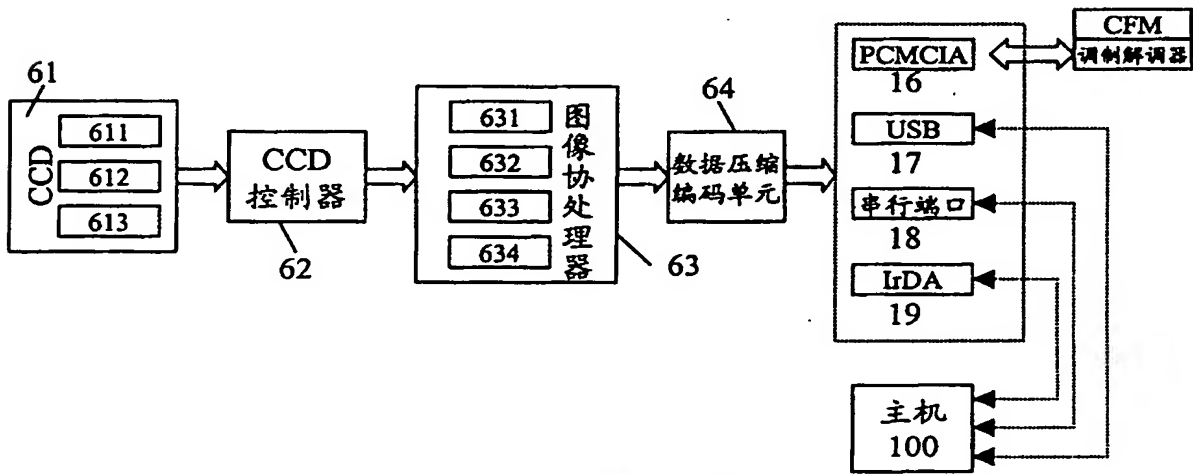 61
CCD
611
612
613
CCD
控制器
62
631
632
633
634
图像协处理器
63
64
数据压缩
编码单元
PCMCIA
16
USB
17
串行端口
18
IrDA
19
CFM
调制解调器
主机
100